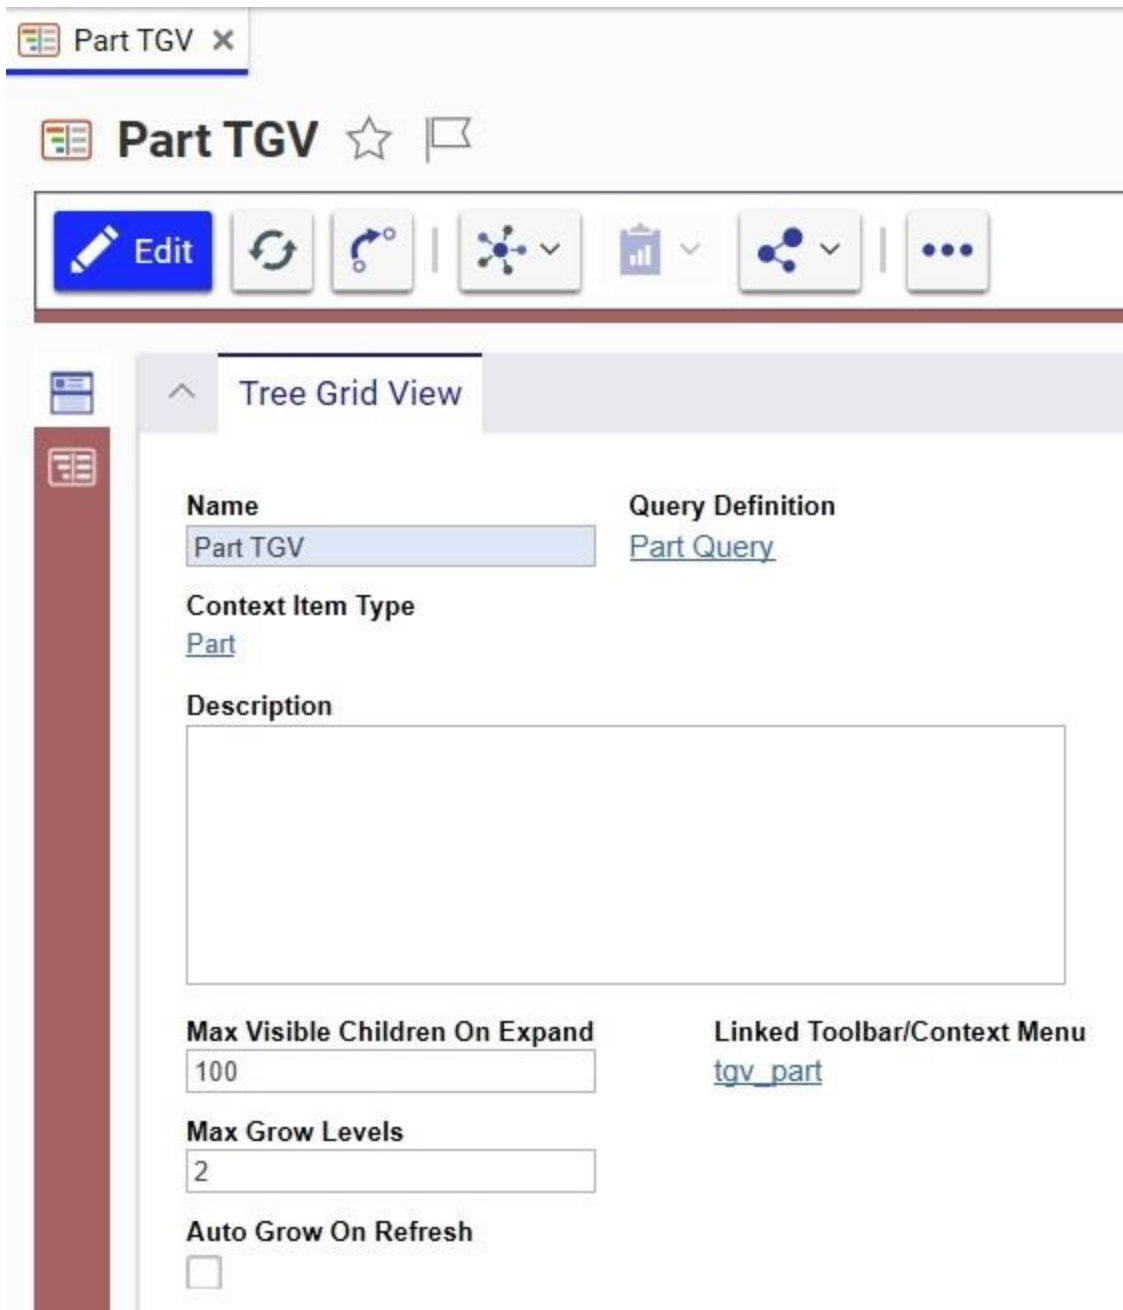 Part TGV
Part TGV
Edit
Tree Grid View
Name
Query Definition
Part TGV
Part Query
Context Item Type
Part
Description
Max Visible Children On Expand
Linked Toolbar/Context Menu
100
tgv_part
Max Grow Levels
2
Auto Grow On Refresh